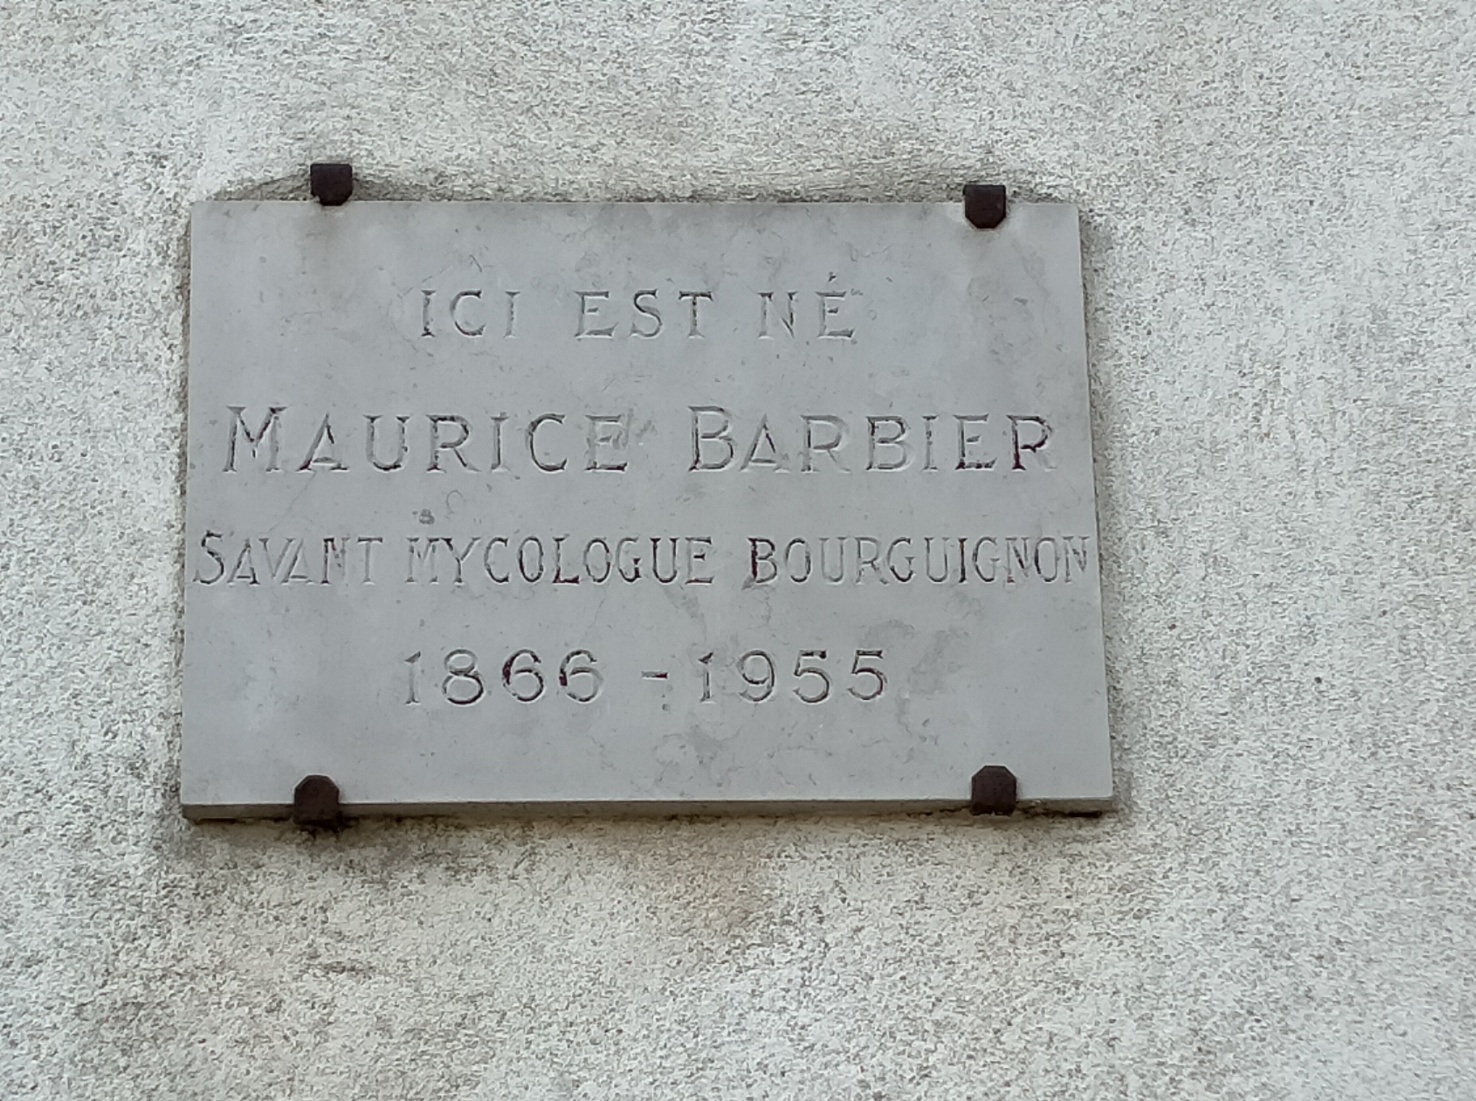 ICI EST NÉ
MAURICE BARBIER
SAVANT MYCOLOGUE BOURGUIGNON
1866 - 1955